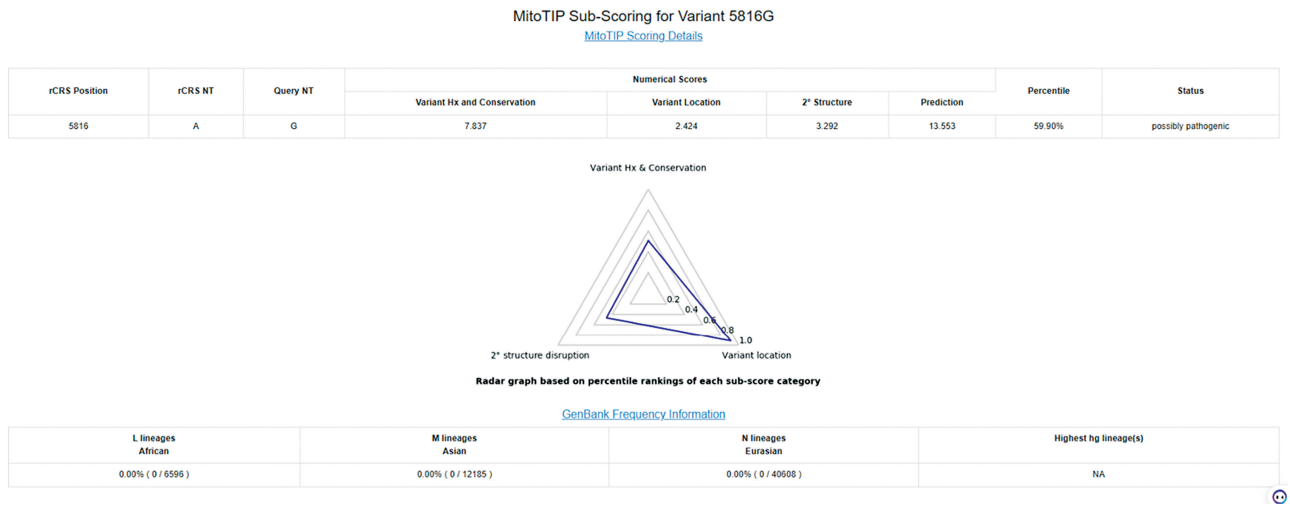 MitoTIP Sub-Scoring for Variant 5816G
MitoTIP Scoring Details
rCRS Position rCRS NT Query NT Numerical Scores Percentile Status
Variant Hx and Conservation Variant Location 2° Structure Prediction
5816 A G 7.837 2.424 3.292 13.553 59.90% possibly pathogenic
Variant Hx & Conservation
0.2
0.4
0.6
0.8
1.0
2° structure disruption Variant location
Radar graph based on percentile rankings of each sub-score category
GenBank Frequency Information
L lineages M lineages N lineages Highest hg lineage(s)
African Asian Eurasian
0.00% ( 0 / 6596 ) 0.00% ( 0 / 12185 ) 0.00% ( 0 / 40608 ) NA